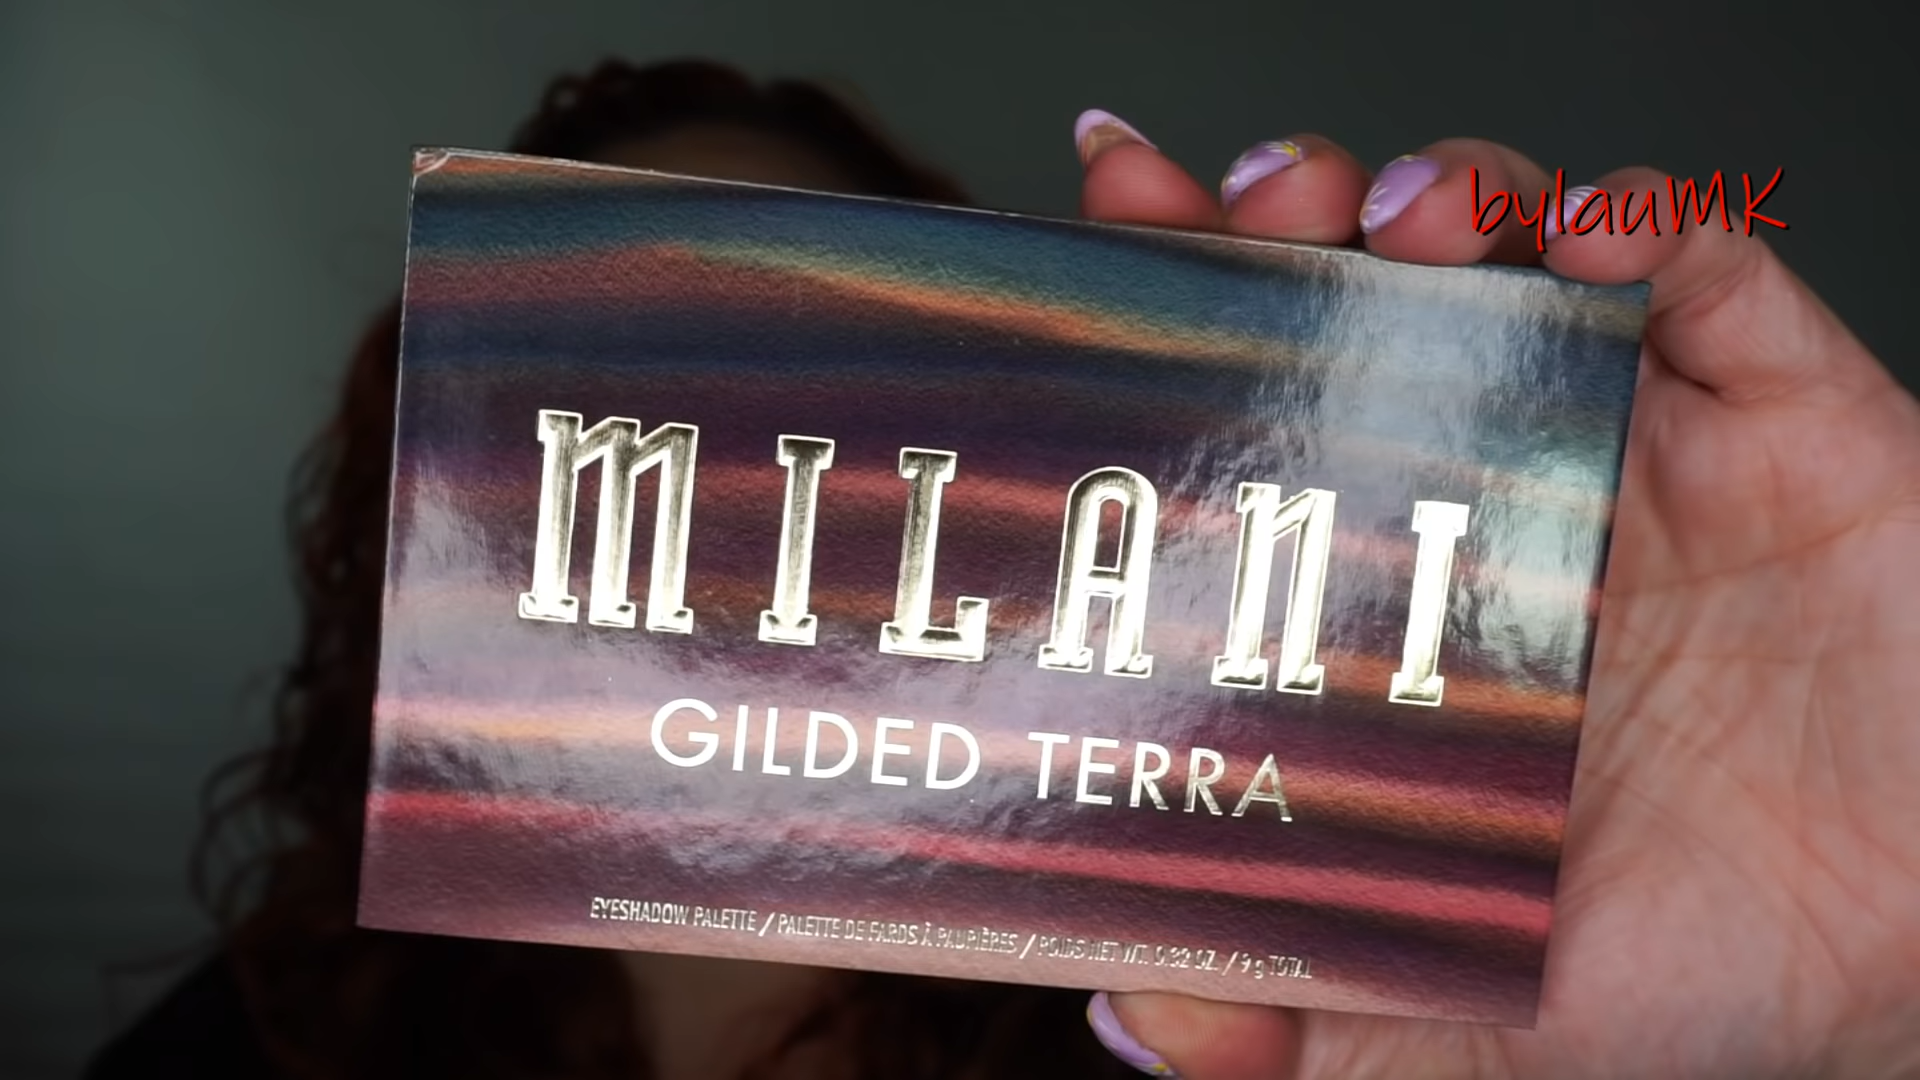 bylauMK
MILANI
GILDED TERRA
EYESHADOW PALETTE / PALETTE DE FARDS À PAUPIÈRES / POIDS NET WT. 0.32 OZ. / 9 g TOTAL